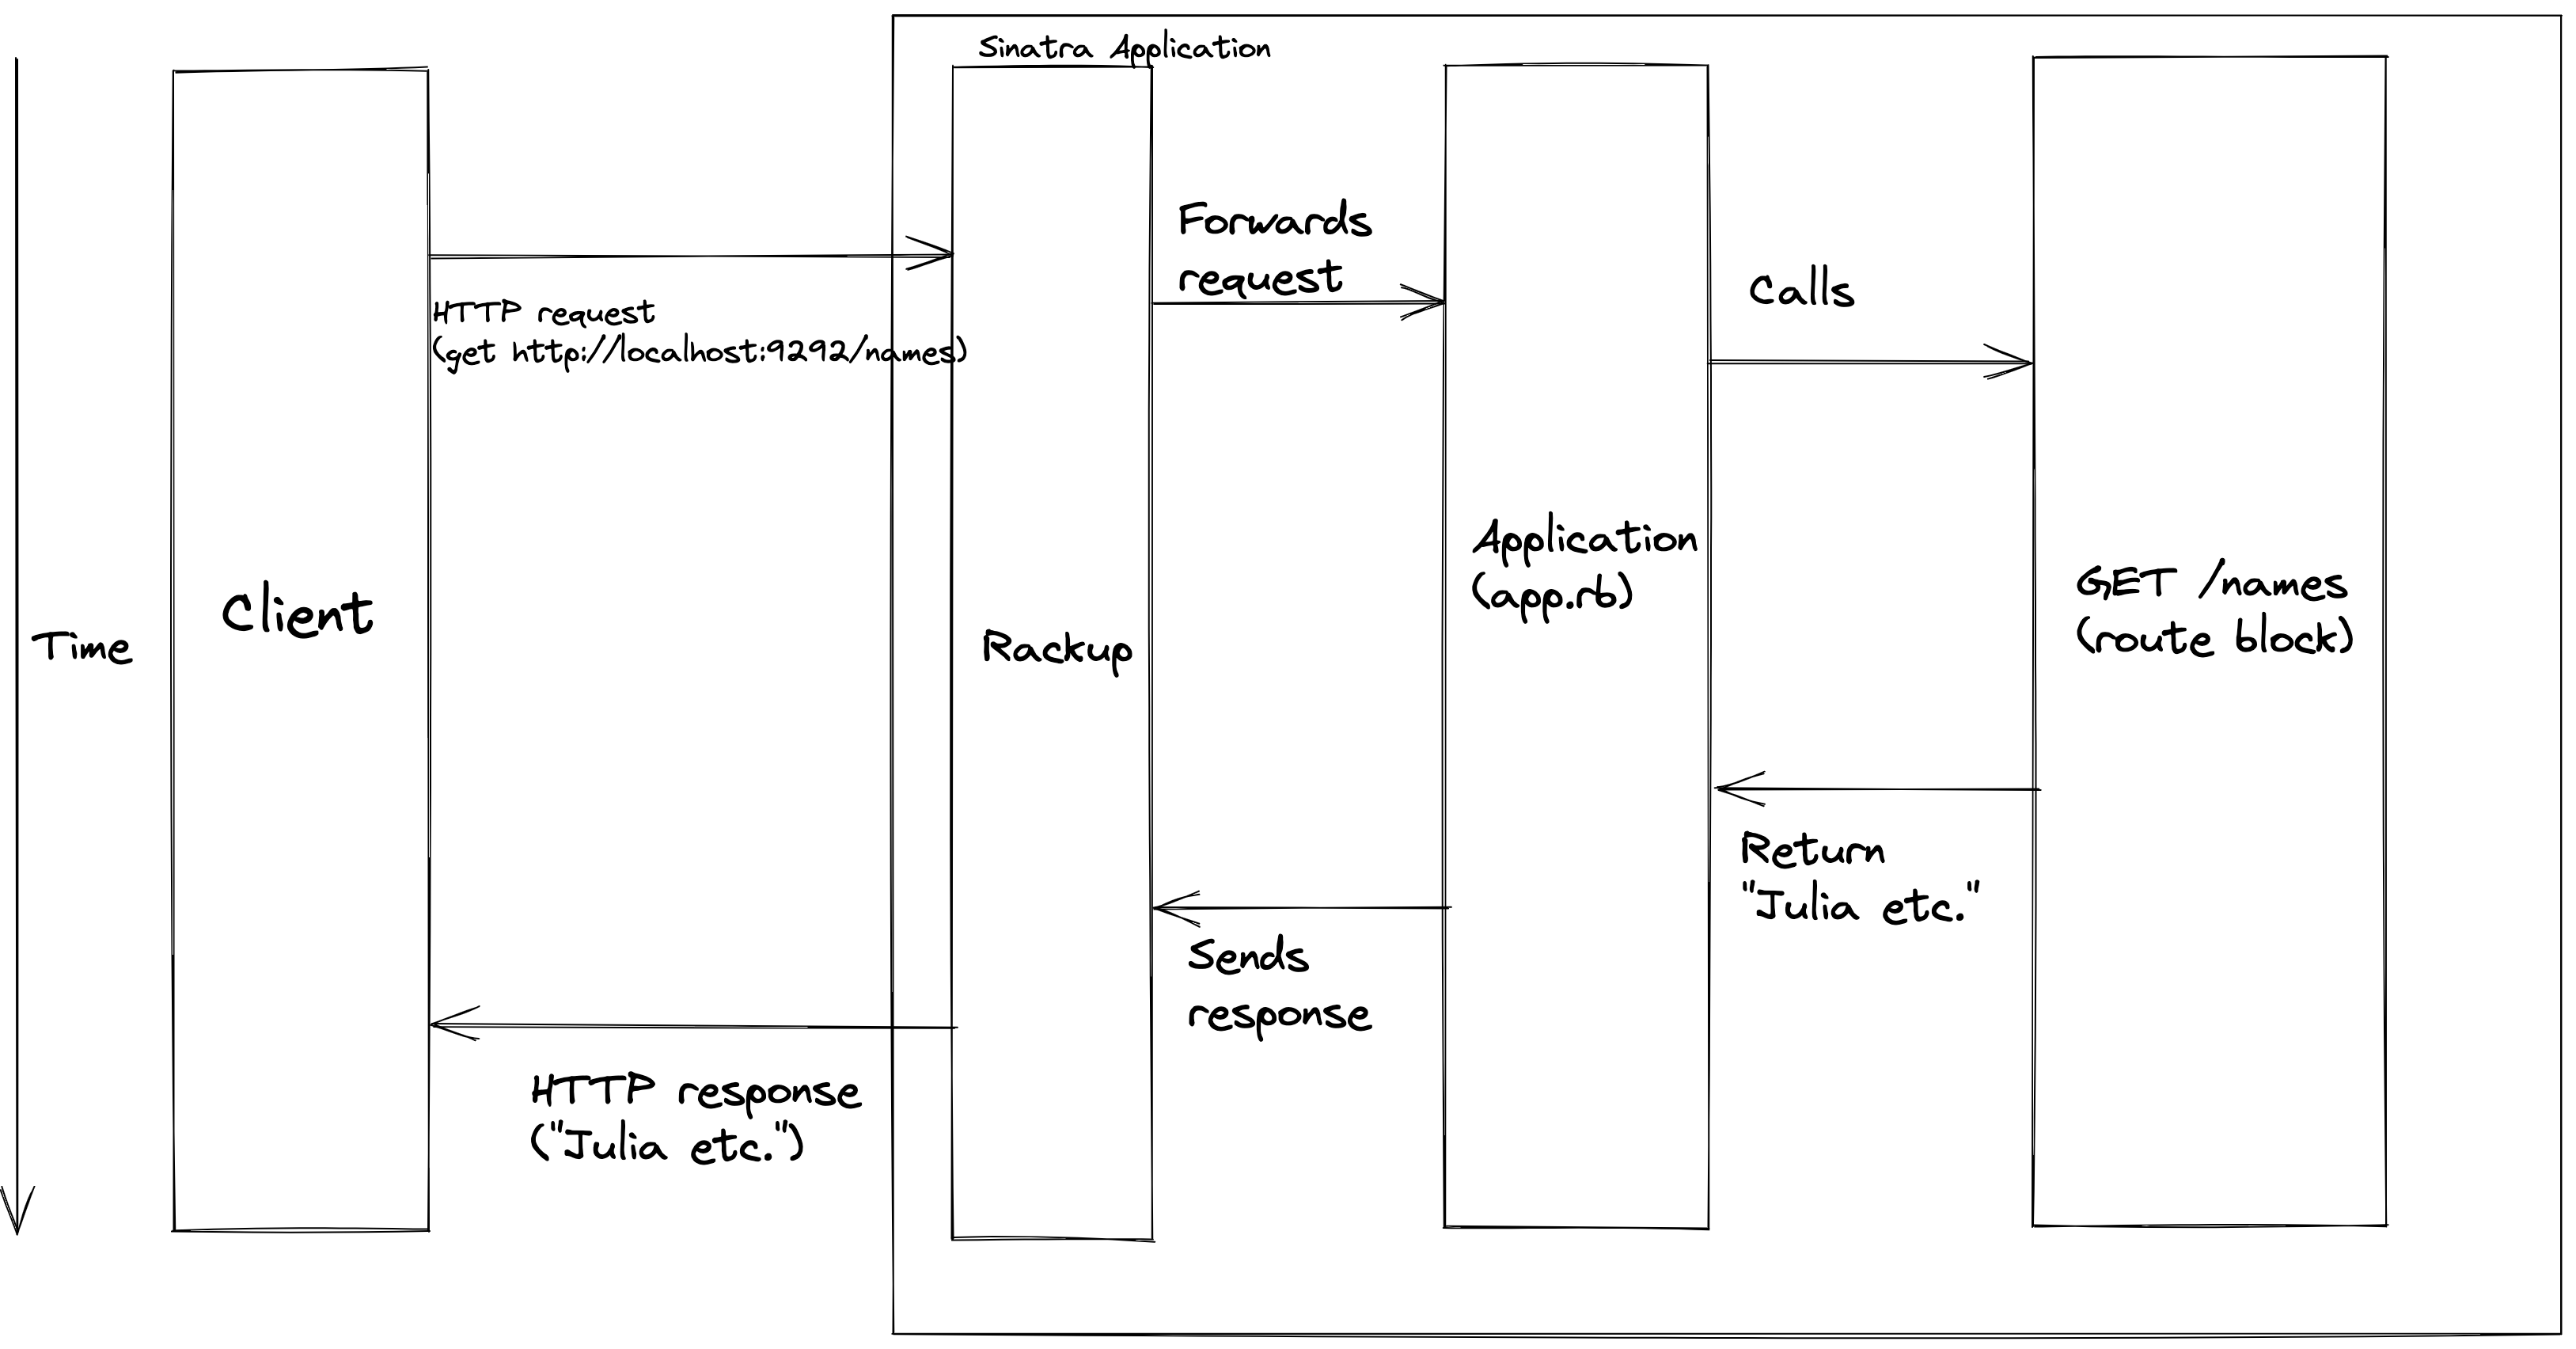 Sinatra Application
Forwards
request
Calls
HTTP request
(get http://localhost:9292/names)
Application
(app.rb)
GET /names
(route block)
Client
Time
Rackup
Return
"Julia etc."
Sends
response
HTTP response
("Julia etc.")